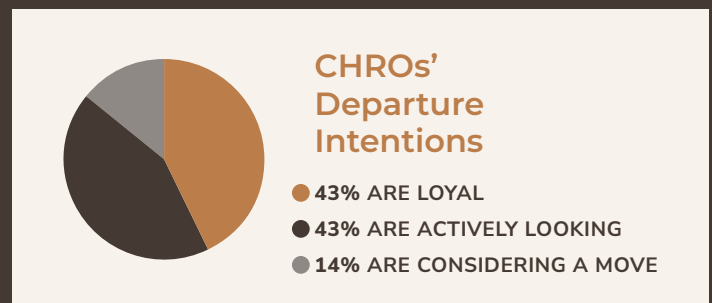 CHROs’
Departure
Intentions
43% ARE LOYAL
43% ARE ACTIVELY LOOKING
14% ARE CONSIDERING A MOVE